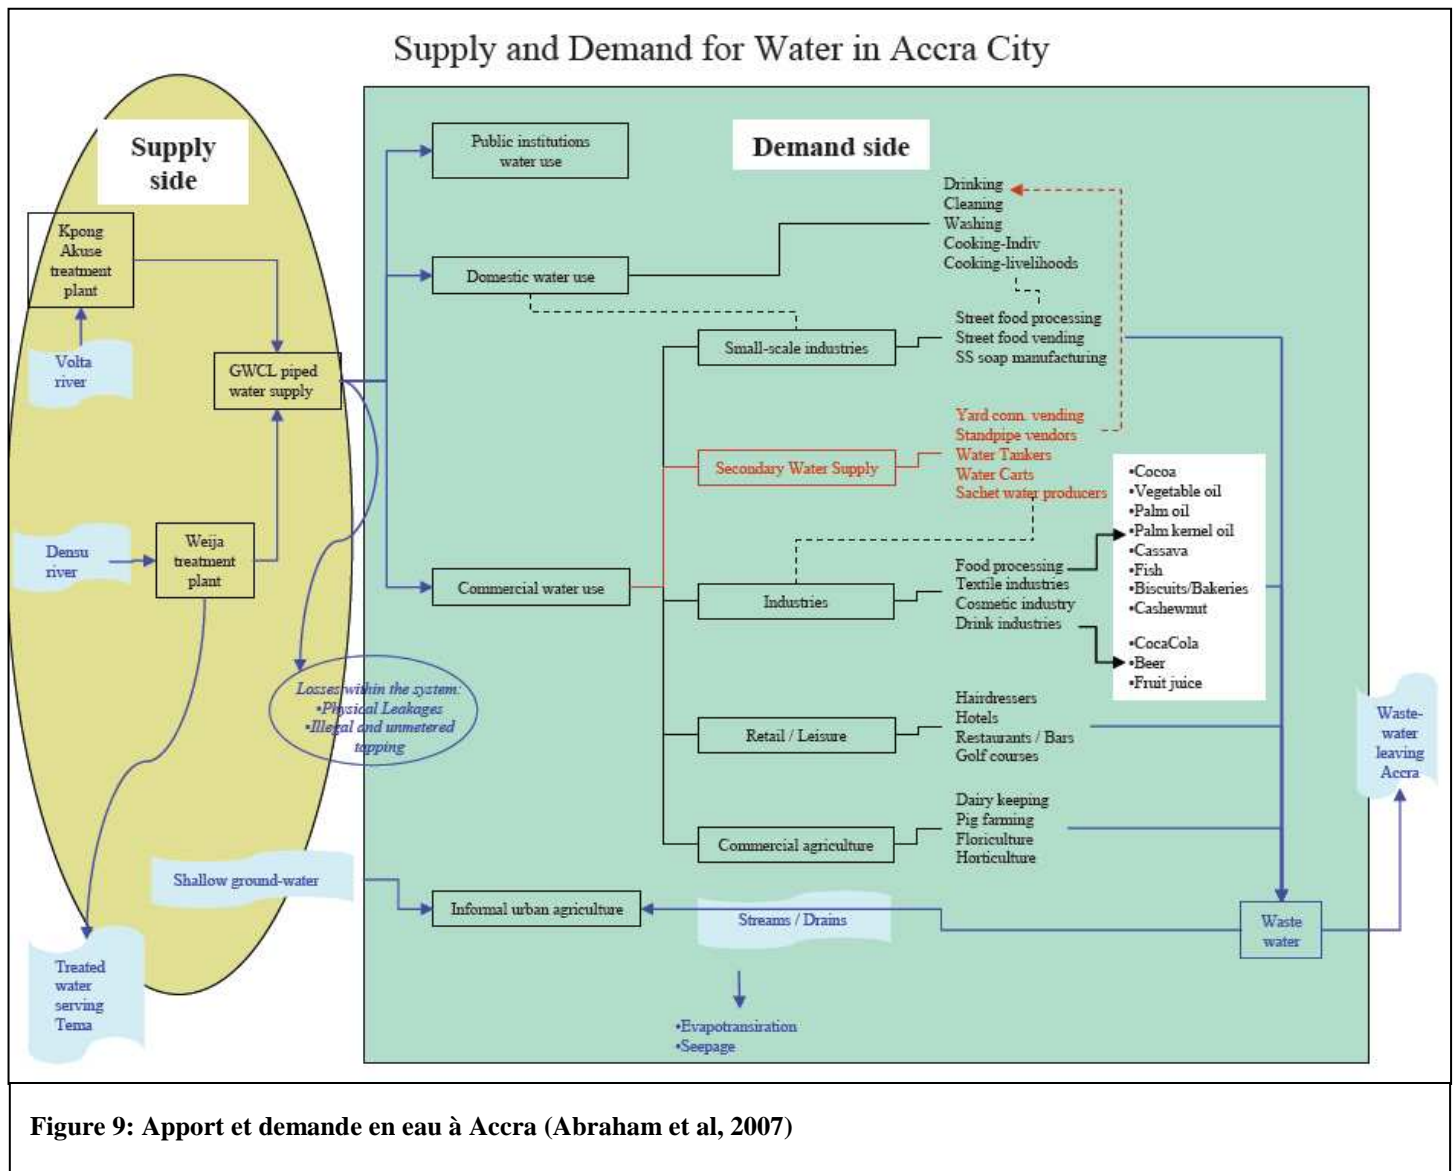 Supply and Demand for Water in Accra City
Supply
side
Kpong
Akuse
treatment
plant
Volta
river
GWCL piped
water supply
Densu
river
Weija
treatment
plant
Losses within the system:
•Physical Leakages
•Illegal and unmetered
tapping
Shallow ground-water
Treated
water
serving
Tema
Demand side
Public institutions
water use
Domestic water use
Drinking
Cleaning
Washing
Cooking-Indiv
Cooking-livelihoods
Small-scale industries
Street food processing
Street food vending
SS soap manufacturing
Secondary Water Supply
Yard conn. vending
Standpipe vendors
Water Tankers
Water Carts
Sachet water producers
Commercial water use
Industries
Food processing
Textile industries
Cosmetic industry
Drink industries
•Cocoa
•Vegetable oil
•Palm oil
•Palm kernel oil
•Cassava
•Fish
•Biscuits/Bakeries
•Cashewnut
•CocaCola
•Beer
•Fruit juice
Retail / Leisure
Hairdressers
Hotels
Restaurants / Bars
Golf courses
Commercial agriculture
Dairy keeping
Pig farming
Floriculture
Horticulture
Informal urban agriculture
Streams / Drains
•Evapotransiration
•Seepage
Waste
water
Waste-
water
leaving
Accra
Figure 9: Apport et demande en eau à Accra (Abraham et al, 2007)